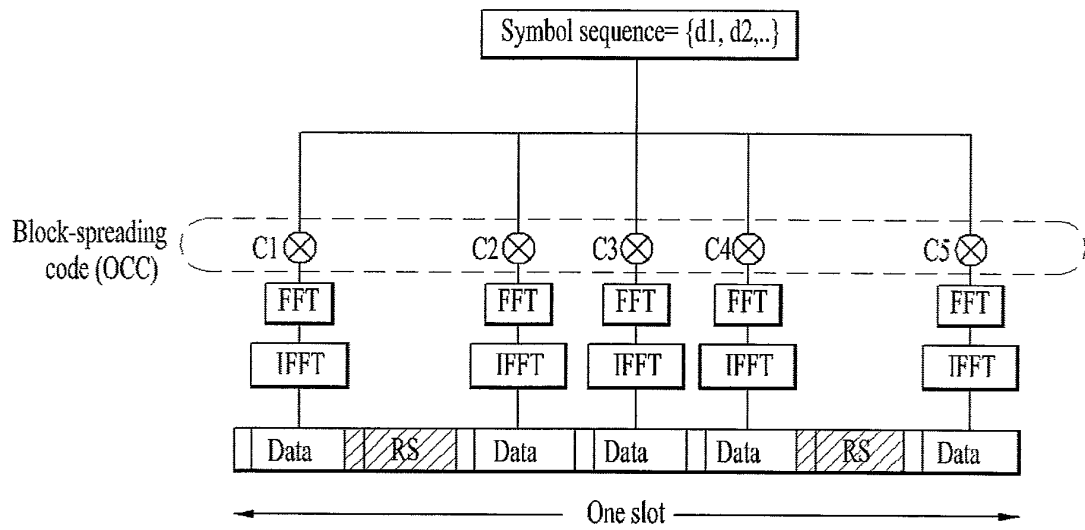 Symbol sequence= {d1, d2,..}
Block-spreading
code (OCC)
C1 C2 C3 C4 C5
FFT FFT FFT FFT FFT
IFFT IFFT IFFT IFFT IFFT
Data RS Data Data Data RS Data
One slot